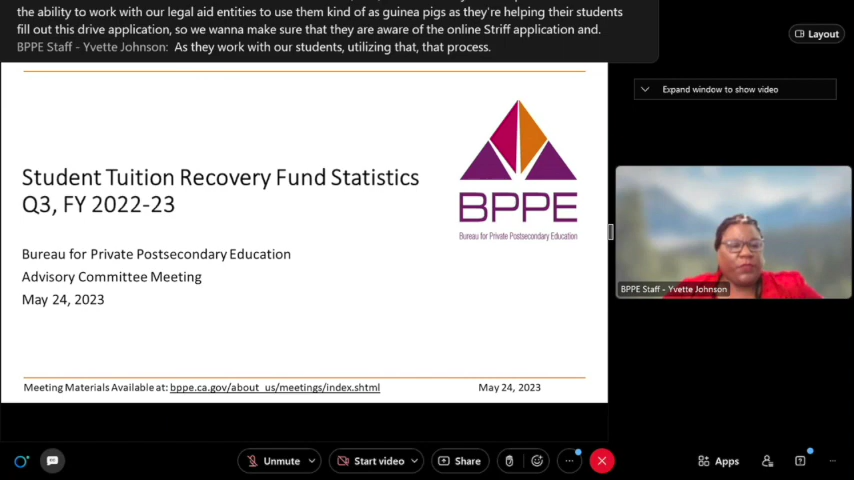 the ability to work with our legal aid entities to use them kind of as guinea pigs as they're helping their students
fill out this drive application, so we wanna make sure that they are aware of the online Striff application and.
BPPE Staff - Yvette Johnson: As they work with our students, utilizing that, that process.
Layout
Expand window to show video
Student Tuition Recovery Fund Statistics
Q3, FY 2022-23
BPPE
Bureau for Private Postsecondary Education
Bureau for Private Postsecondary Education
Advisory Committee Meeting
May 24, 2023
BPPE Staff - Yvette Johnson
Meeting Materials Available at: bppe.ca.gov/about_us/meetings/index.shtml
May 24, 2023
Unmute
Start video
Share
Apps